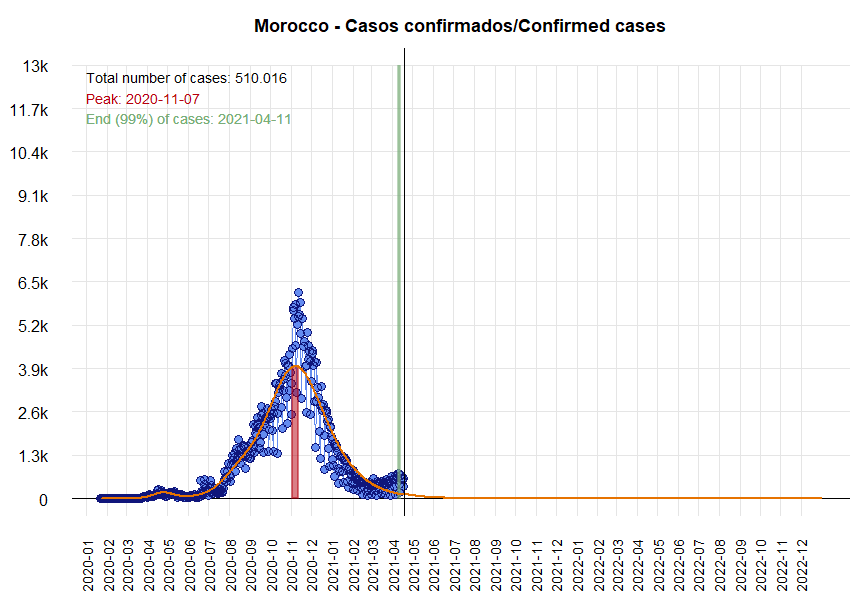 Morocco - Casos confirmados/Confirmed cases
Total number of cases: 510.016
Peak: 2020-11-07
End (99%) of cases: 2021-04-11
13k
11.7k
10.4k
9.1k
7.8k
6.5k
5.2k
3.9k
2.6k
1.3k
0
2020-01
2020-02
2020-03
2020-04
2020-05
2020-06
2020-07
2020-08
2020-09
2020-10
2020-11
2020-12
2021-01
2021-02
2021-03
2021-04
2021-05
2021-06
2021-07
2021-08
2021-09
2021-10
2021-11
2021-12
2022-01
2022-02
2022-03
2022-04
2022-05
2022-06
2022-07
2022-08
2022-09
2022-10
2022-11
2022-12